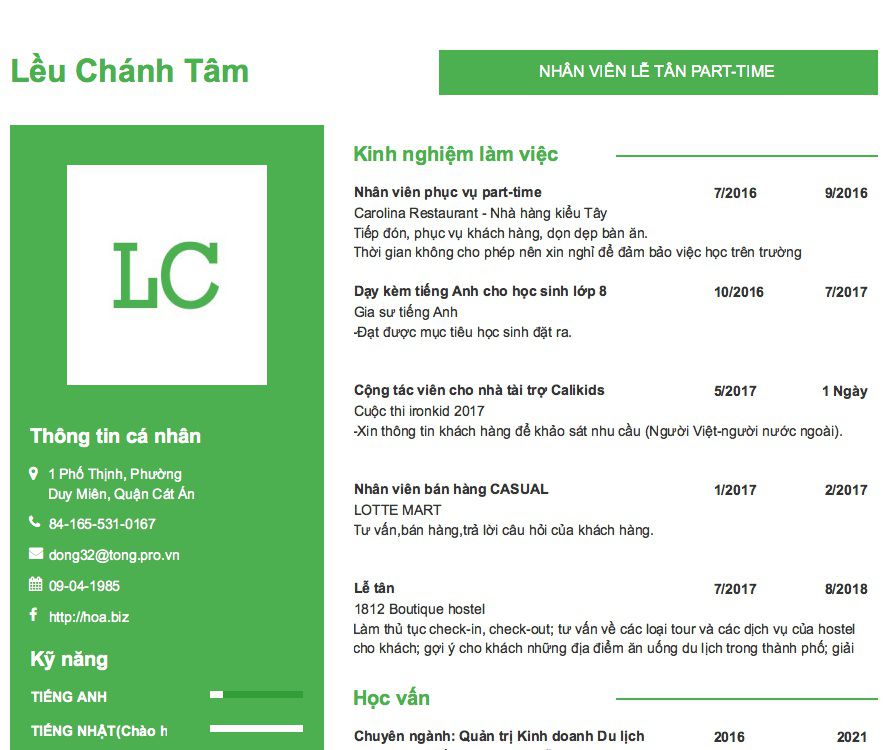 Lều Chánh Tâm
NHÂN VIÊN LỄ TÂN PART-TIME
LC
Thông tin cá nhân
1 Phố Thịnh, Phường
Duy Miên, Quận Cát Án
84-165-531-0167
dong32@tong.pro.vn
09-04-1985
http://hoa.biz
Kỹ năng
TIẾNG ANH
TIẾNG NHẬT(Chào h
Kinh nghiệm làm việc
Nhân viên phục vụ part-time 7/2016 9/2016
Carolina Restaurant - Nhà hàng kiểu Tây
Tiếp đón, phục vụ khách hàng, dọn dẹp bàn ăn.
Thời gian không cho phép nên xin nghỉ để đảm bảo việc học trên trường
Dạy kèm tiếng Anh cho học sinh lớp 8 10/2016 7/2017
Gia sư tiếng Anh
-Đạt được mục tiêu học sinh đặt ra.
Cộng tác viên cho nhà tài trợ Calikids 5/2017 1 Ngày
Cuộc thi ironkid 2017
-Xin thông tin khách hàng để khảo sát nhu cầu (Người Việt-người nước ngoài).
Nhân viên bán hàng CASUAL 1/2017 2/2017
LOTTE MART
Tư vấn,bán hàng,trả lời câu hỏi của khách hàng.
Lễ tân 7/2017 8/2018
1812 Boutique hostel
Làm thủ tục check-in, check-out; tư vấn về các loại tour và các dịch vụ của hostel
cho khách; gợi ý cho khách những địa điểm ăn uống du lịch trong thành phố; giải
Học vấn
Chuyên ngành: Quản trị Kinh doanh Du lịch 2016 2021